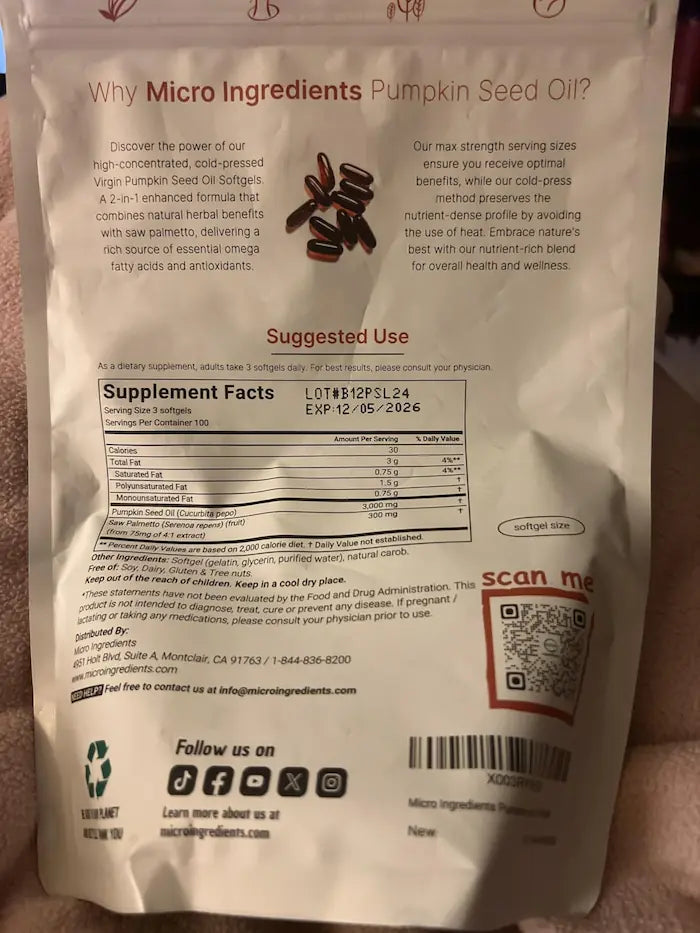 Why Micro Ingredients Pumpkin Seed Oil?
Discover the power of our
high-concentrated, cold-pressed
Virgin Pumpkin Seed Oil Softgels.
A 2-in-1 enhanced formula that
combines natural herbal benefits
with saw palmetto, delivering a
rich source of essential omega
fatty acids and antioxidants.
Our max strength serving sizes
ensure you receive optimal
benefits, while our cold-press
method preserves the
nutrient-dense profile by avoiding
the use of heat. Embrace nature's
best with our nutrient-rich blend
for overall health and wellness.
Suggested Use
As a dietary supplement, adults take 3 softgels daily. For best results, please consult your physician.
Supplement Facts
LOT#B12PSL24
EXP:12/05/2026
Serving Size 3 softgels
Servings Per Container 100
Amount Per Serving % Daily Value
Calories 30
Total Fat 3 g 4%**
Saturated Fat 0.75 g 4%**
Polyunsaturated Fat 1.5 g †
Monounsaturated Fat 0.75 g †
Pumpkin Seed Oil (Cucurbita pepo) 3,000 mg †
Saw Palmetto (Serenoa repens) (fruit) 300 mg †
(from 75mg of 4:1 extract)
** Percent Daily Values are based on 2,000 calorie diet. † Daily Value not established.
Other Ingredients: Softgel (gelatin, glycerin, purified water), natural carob.
Free of: Soy, Dairy, Gluten & Tree nuts.
Keep out of the reach of children. Keep in a cool dry place.
*These statements have not been evaluated by the Food and Drug Administration. This
product is not intended to diagnose, treat, cure or prevent any disease. If pregnant /
lactating or taking any medications, please consult your physician prior to use.
softgel size
scan me
Distributed By:
Micro Ingredients
4951 Holt Blvd, Suite A, Montclair, CA 91763 / 1-844-836-8200
www.microingredients.com
NEED HELP? Feel free to contact us at info@microingredients.com
PLANET
YOU
Follow us on
Learn more about us at
microingredients.com
Micro Ingredients
New